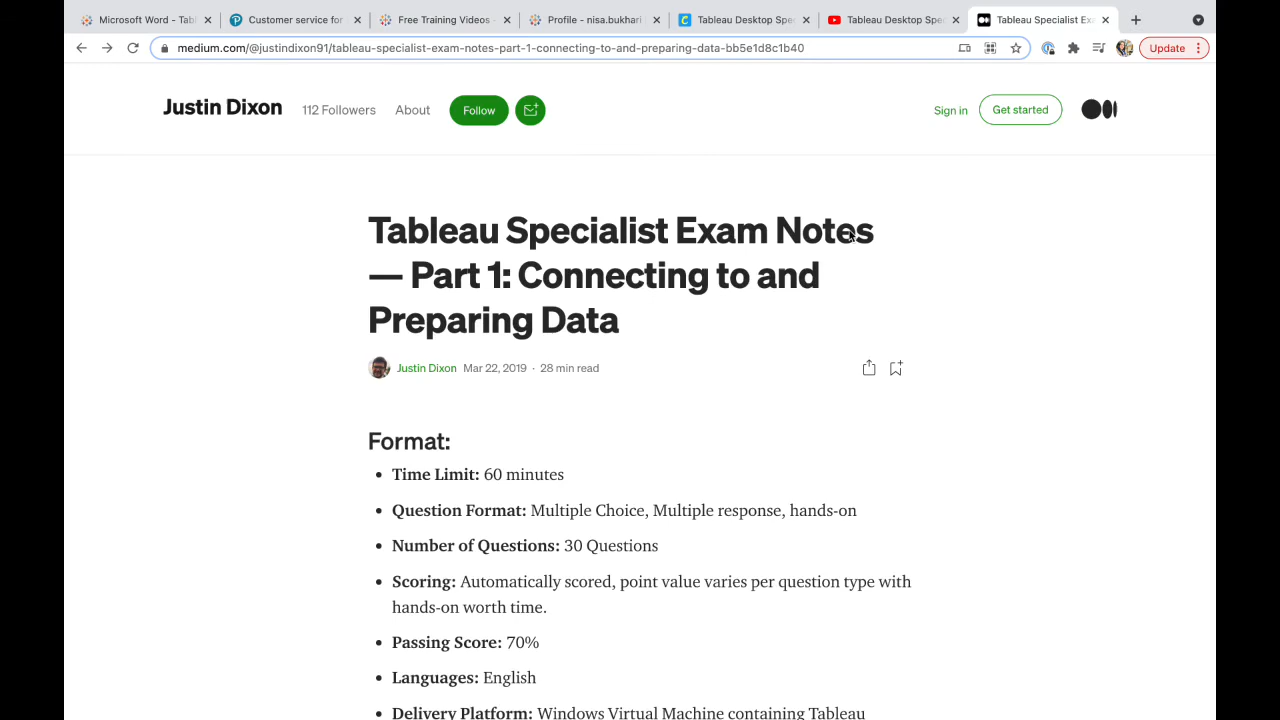 Microsoft Word - Tabl
Customer service for
Free Training Videos -
Profile - nisa.bukhari
Tableau Desktop Spe
Tableau Desktop Spe
Tableau Specialist Exa
medium.com/@justindixon91/tableau-specialist-exam-notes-part-1-connecting-to-and-preparing-data-bb5e1d8c1b40
Update
Justin Dixon 112 Followers About Follow Sign in Get started
Tableau Specialist Exam Notes
— Part 1: Connecting to and
Preparing Data
Justin Dixon Mar 22, 2019 · 28 min read
Format:
• Time Limit: 60 minutes
• Question Format: Multiple Choice, Multiple response, hands-on
• Number of Questions: 30 Questions
• Scoring: Automatically scored, point value varies per question type with
hands-on worth time.
• Passing Score: 70%
• Languages: English
• Delivery Platform: Windows Virtual Machine containing Tableau